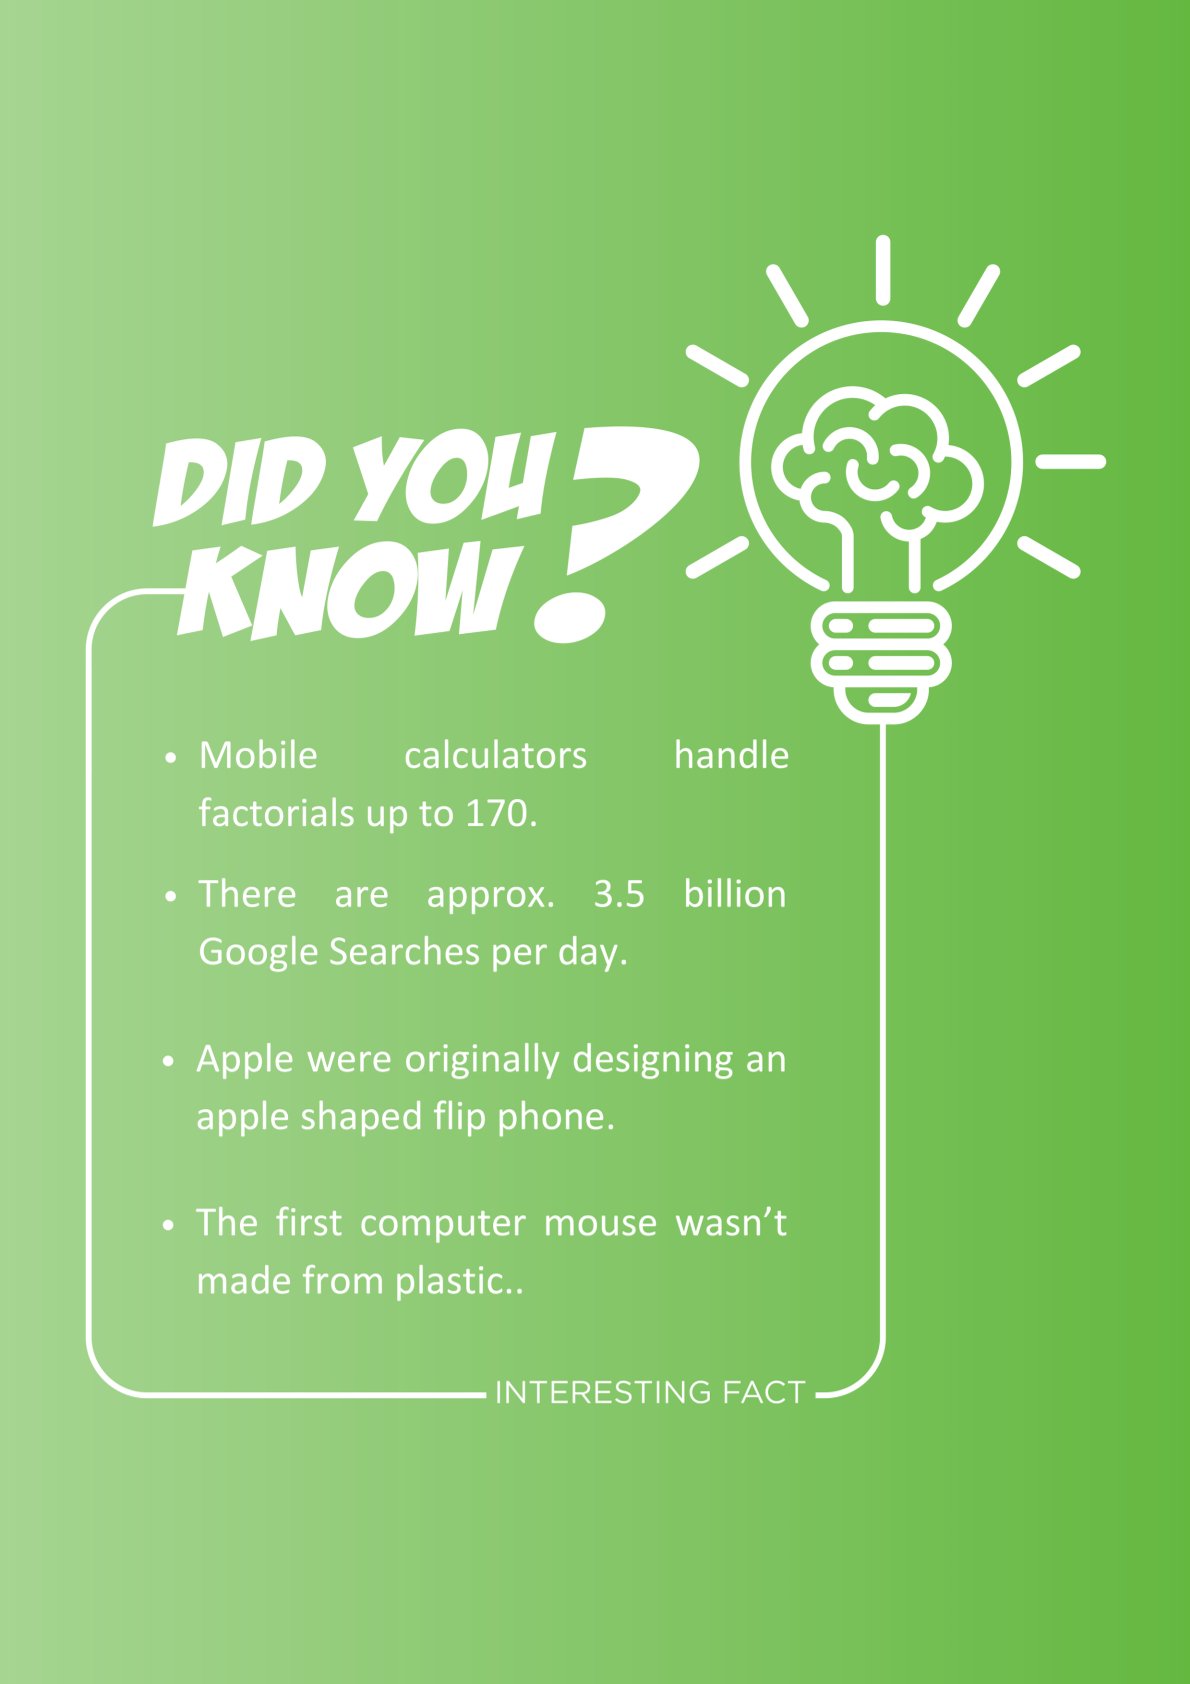 DID YOU
KNOW?
• Mobile calculators handle
factorials up to 170.
• There are approx. 3.5 billion
Google Searches per day.
• Apple were originally designing an
apple shaped flip phone.
• The first computer mouse wasn’t
made from plastic..
INTERESTING FACT